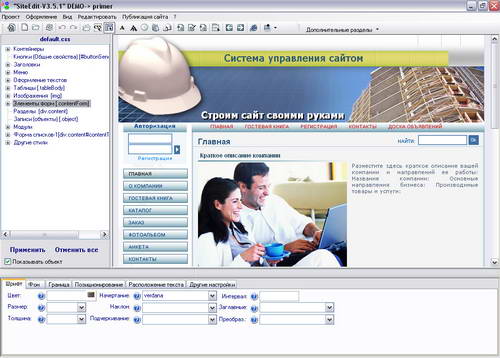 "SiteEdit-V3.5.1" DEMO-> primer
Проект Оформление Вид Редактировать Публикация сайта ?
Дополнительные разделы
default.css
Контейнеры
Кнопки (Общие свойства) [#buttonServ
Заголовки
Меню
Оформление текстов
Таблицы [.tableBody]
Изображения [img]
Элементы форм [.contentForm]
Разделы [div.content]
Записи (объекты) [.object]
Модули
Форма списков-1[div.content#contentT
Другие стили
Применить Отменить все
Показывать объект
Система управления сайтом
Строим сайт своими руками
Авторизация
Регистрация
ГЛАВНАЯ ГОСТЕВАЯ КНИГА РЕГИСТРАЦИЯ КОНТАКТЫ ДОСКА ОБЪЯВЛЕНИЙ
Главная
НАЙТИ:
Краткое описание компании
Разместите здесь краткое описание вашей
компании и направлений ее работы:
Название компании; Основные
направления бизнеса; Производимые
товары и услуги;
ГЛАВНАЯ
О КОМПАНИИ
ГОСТЕВАЯ КНИГА
КАТАЛОГ
ЗАКАЗ
ФОТОАЛЬБОМ
АНКЕТА
КОНТАКТЫ
Шрифт Фон Граница Позиционирование Расположение текста Другие настройки
Цвет: Начертание: verdana Интервал:
Размер: Наклон: Заглавные:
Толщина: Подчеркивание: Преобраз.: